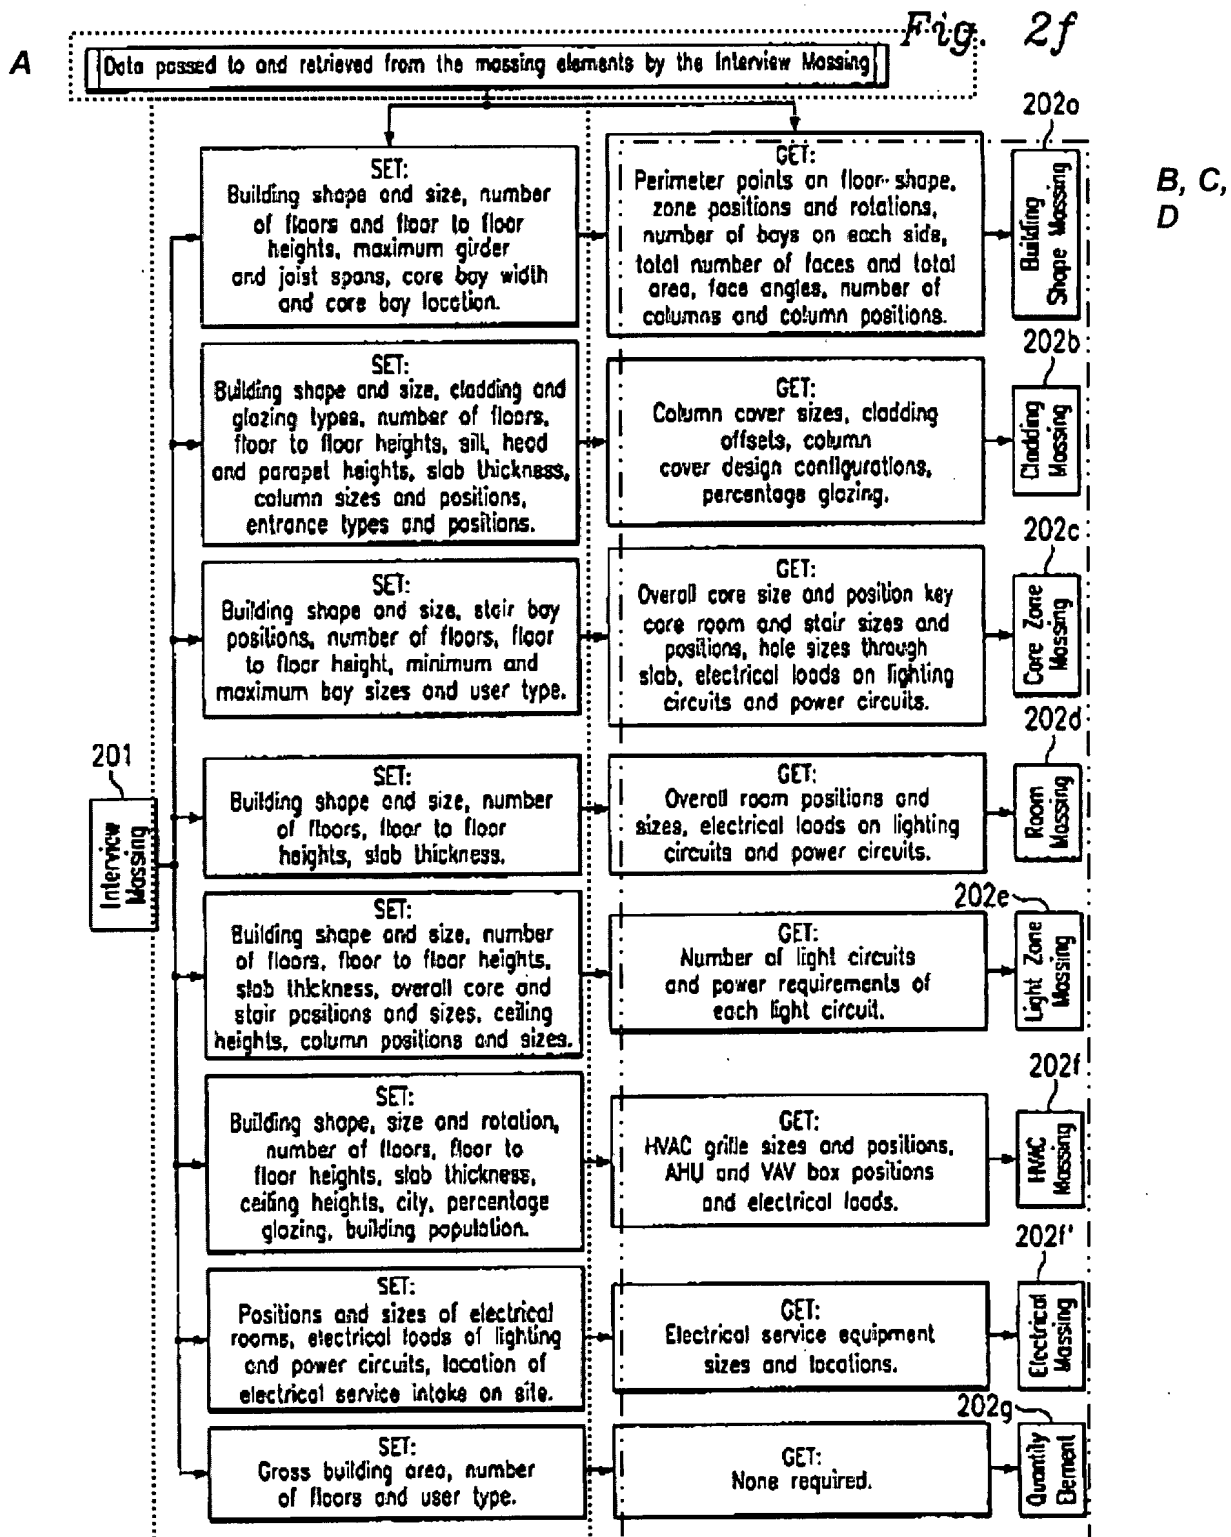 Fig. 2f
A
Data passed to and retrieved from the massing elements by the Interview Massing
B, C,
D
SET:
Building shape and size, number
of floors and floor to floor
heights, maximum girder
and joist spans, core bay width
and core bay location.
GET:
Perimeter points on floor shape,
zone positions and rotations,
number of bays on each side,
total number of faces and total
area, face angles, number of
columns and column positions.
202a
Building
Shape Massing
SET:
Building shape and size, cladding and
glazing types, number of floors,
floor to floor heights, sill, head
and parapet heights, slab thickness,
column sizes and positions,
entrance types and positions.
GET:
Column cover sizes, cladding
offsets, column
cover design configurations,
percentage glazing.
202b
Cladding
Massing
SET:
Building shape and size, stair bay
positions, number of floors, floor
to floor height, minimum and
maximum bay sizes and user type.
GET:
Overall core size and position key
core room and stair sizes and
positions, hole sizes through
slab, electrical loads on lighting
circuits and power circuits.
202c
Core Zone
Massing
201
Interview
Massing
SET:
Building shape and size, number
of floors, floor to floor
heights, slab thickness.
GET:
Overall room positions and
sizes, electrical loads on lighting
circuits and power circuits.
202d
Room
Massing
SET:
Building shape and size, number
of floors, floor to floor heights,
slab thickness, overall core and
stair positions and sizes, ceiling
heights, column positions and sizes.
GET:
Number of light circuits
and power requirements of
each light circuit.
202e
Light Zone
Massing
SET:
Building shape, size and rotation,
number of floors, floor to
floor heights, slab thickness,
ceiling heights, city, percentage
glazing, building population.
GET:
HVAC grille sizes and positions,
AHU and VAV box positions
and electrical loads.
202f
HVAC
Massing
SET:
Positions and sizes of electrical
rooms, electrical loads of lighting
and power circuits, location of
electrical service intake on site.
GET:
Electrical service equipment
sizes and locations.
202f'
Electrical
Massing
SET:
Gross building area, number
of floors and user type.
GET:
None required.
202g
Quantity
Element